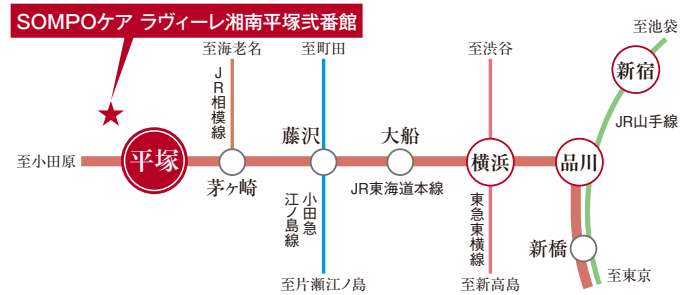 SOMPOケア ラヴィーレ湘南平塚弐番館
至池袋
至海老名
至町田
至渋谷
新宿
JR相模線
JR山手線
藤沢
大船
至小田原
平塚
横浜
品川
茅ヶ崎
JR東海道本線
小田急
江ノ島線
東急東横線
新橋
至片瀬江ノ島
至新高島
至東京